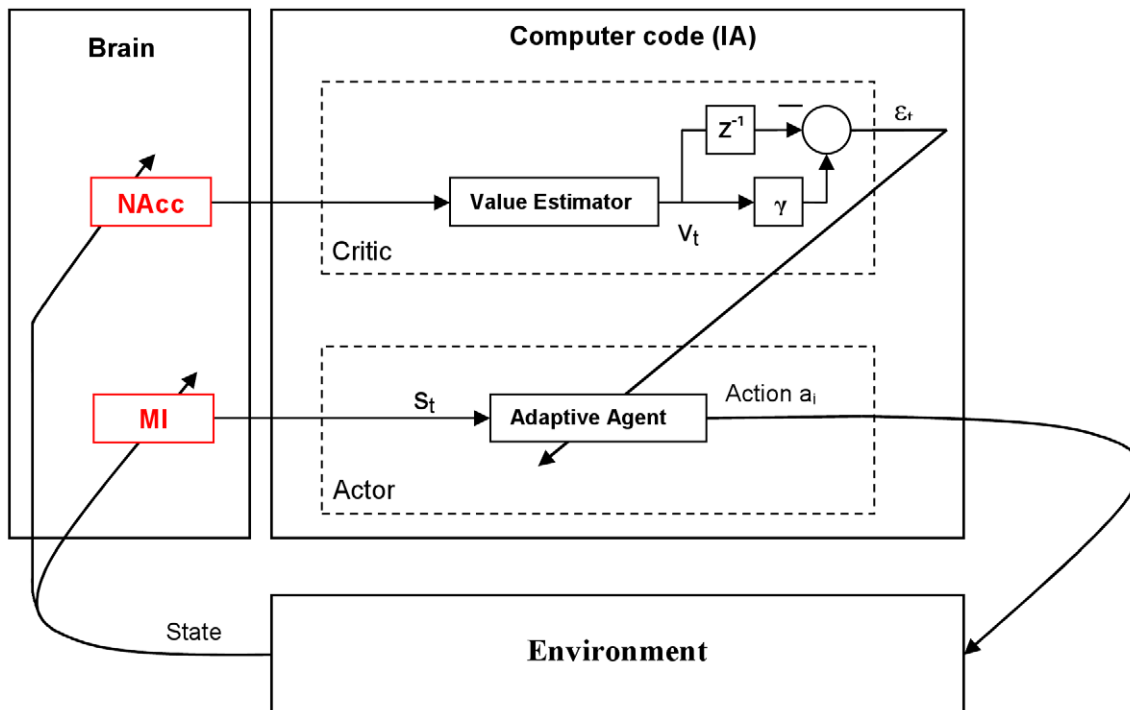 Brain
Computer code (IA)
NAcc
Value Estimator
Z⁻¹
−
εₜ
γ
Vₜ
Critic
MI
Sₜ
Adaptive Agent
Action aᵢ
Actor
State
Environment